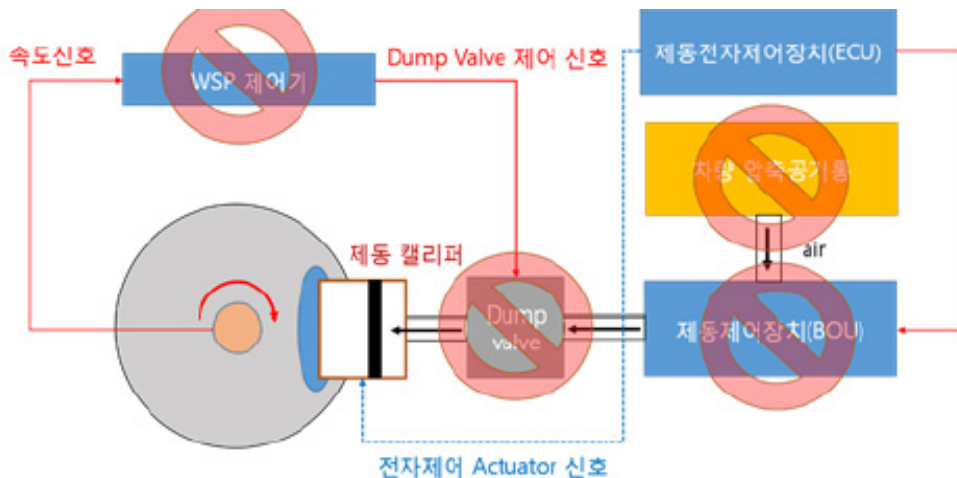 속도신호
WSP 제어기
Dump Valve 제어 신호
제동전자제어장치(ECU)
차량 압축공기통
air
제동 캘리퍼
Dump
valve
제동제어장치(BOU)
전자제어 Actuator 신호